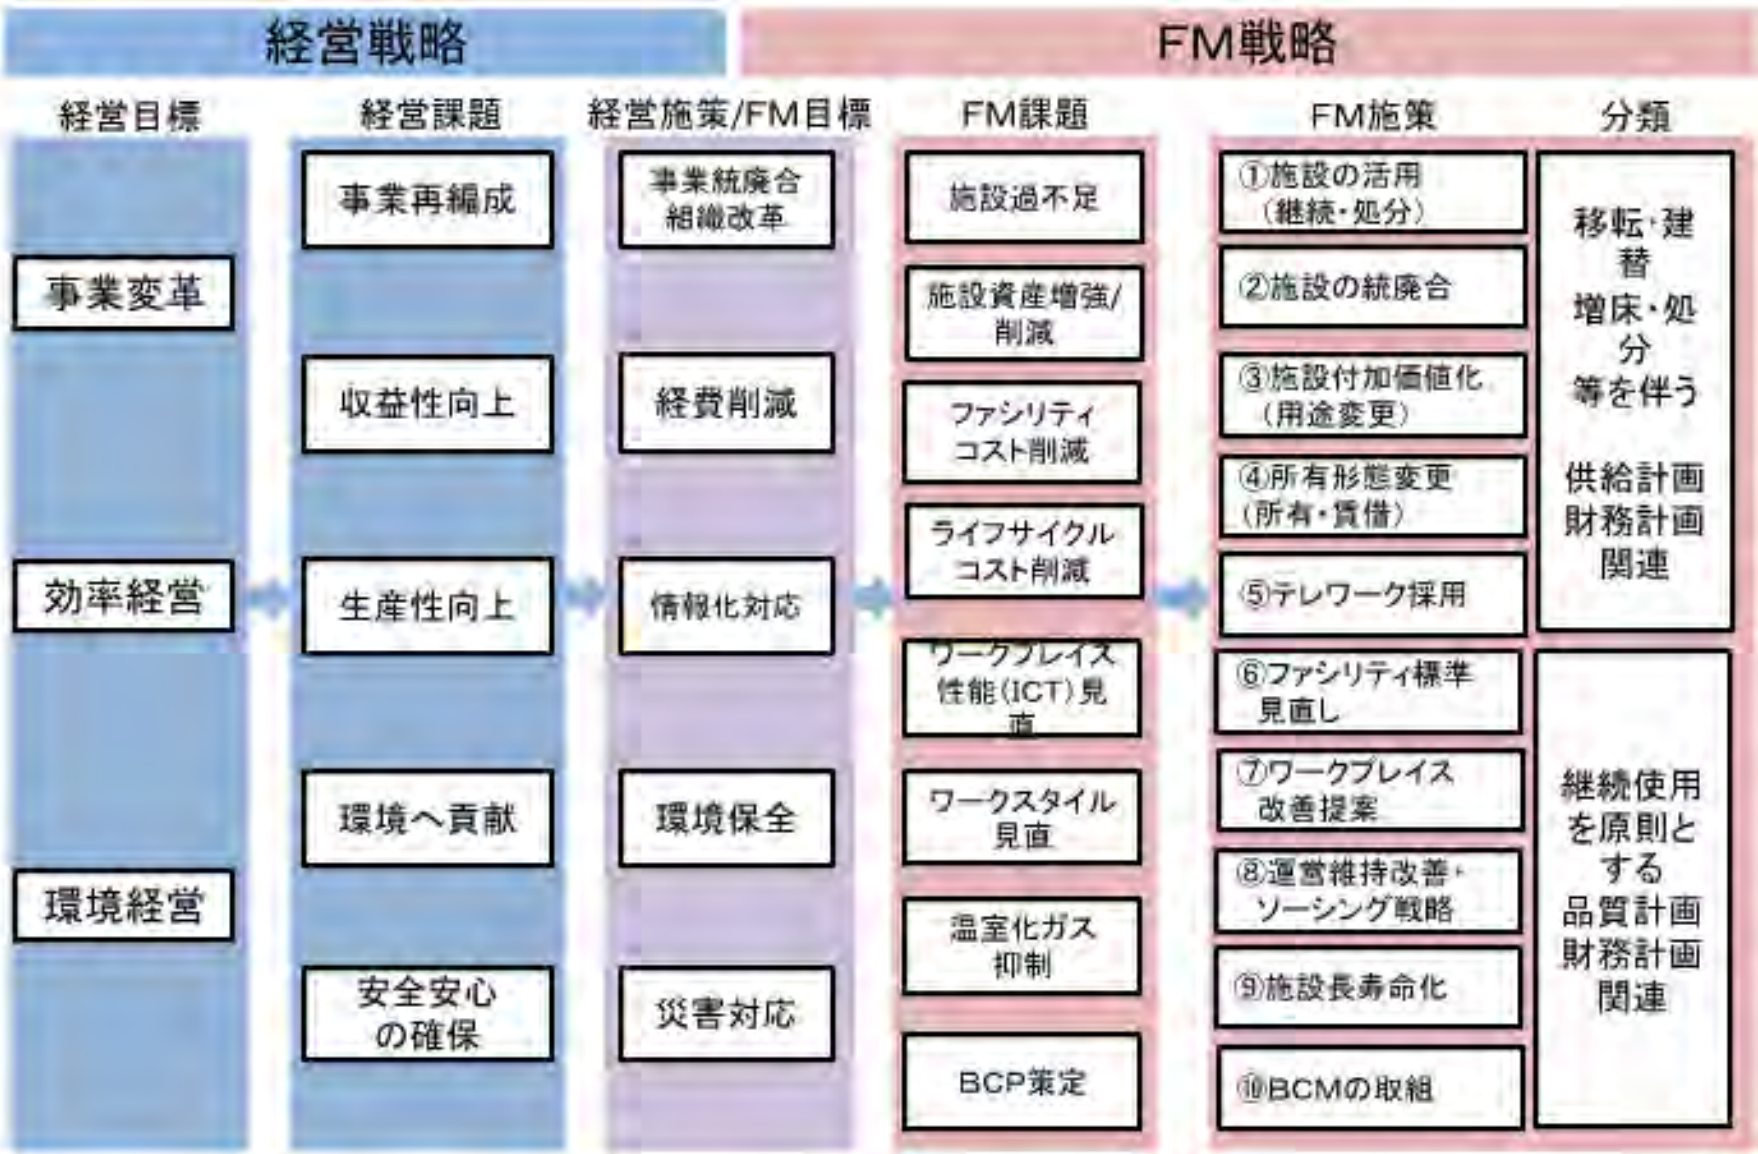 経営戦略
FM戦略
経営目標
経営課題
経営施策/FM目標
FM課題
FM施策
分類
事業変革
効率経営
環境経営
事業再編成
収益性向上
生産性向上
環境へ貢献
安全安心
の確保
事業統廃合
組織改革
経費削減
情報化対応
環境保全
災害対応
施設過不足
施設資産増強/
削減
ファシリティ
コスト削減
ライフサイクル
コスト削減
ワークプレイス
性能(ICT)見
直
ワークスタイル
見直
温室化ガス
抑制
BCP策定
①施設の活用
(継続・処分)
②施設の統廃合
③施設付加価値化
(用途変更)
④所有形態変更
(所有・賃借)
⑤テレワーク採用
⑥ファシリティ標準
見直し
⑦ワークプレイス
改善提案
⑧運営維持改善・
ソーシング戦略
⑨施設長寿命化
⑩BCMの取組
移転・建
替
増床・処
分
等を伴う
供給計画
財務計画
関連
継続使用
を原則と
する
品質計画
財務計画
関連